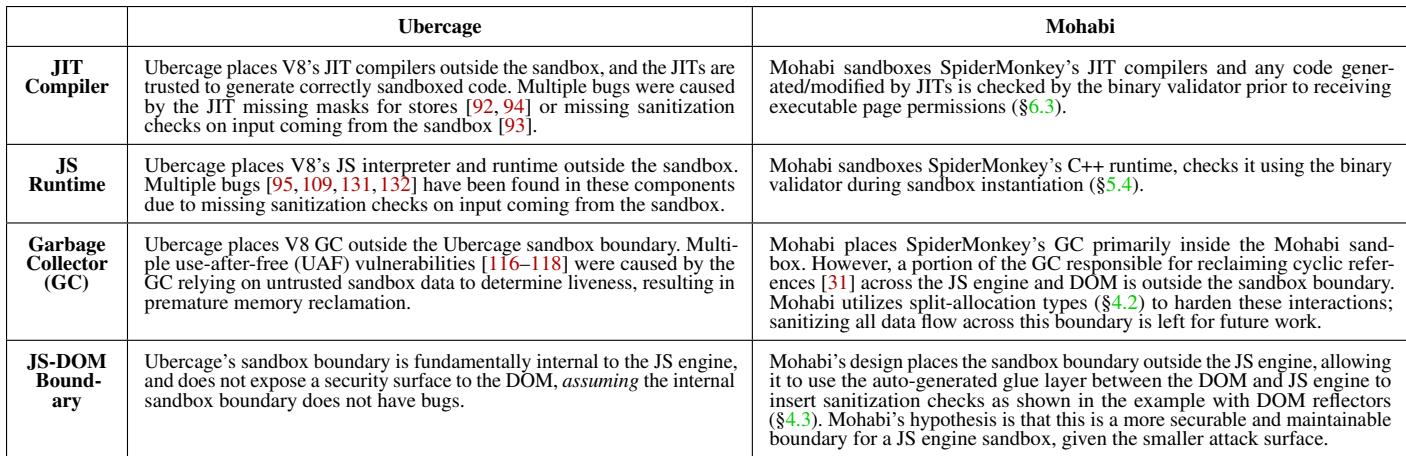 Ubercage
Mohabi
JIT
Compiler
Ubercage places V8's JIT compilers outside the sandbox, and the JITs are
trusted to generate correctly sandboxed code. Multiple bugs were caused
by the JIT missing masks for stores [92, 94] or missing sanitization
checks on input coming from the sandbox [93].
Mohabi sandboxes SpiderMonkey's JIT compilers and any code gener-
ated/modified by JITs is checked by the binary validator prior to receiving
executable page permissions (§6.3).
JS
Runtime
Ubercage places V8's JS interpreter and runtime outside the sandbox.
Multiple bugs [95, 109, 131, 132] have been found in these components
due to missing sanitization checks on input coming from the sandbox.
Mohabi sandboxes SpiderMonkey's C++ runtime, checks it using the binary
validator during sandbox instantiation (§5.4).
Garbage
Collector
(GC)
Ubercage places V8 GC outside the Ubercage sandbox boundary. Multi-
ple use-after-free (UAF) vulnerabilities [116–118] were caused by the
GC relying on untrusted sandbox data to determine liveness, resulting in
premature memory reclamation.
Mohabi places SpiderMonkey's GC primarily inside the Mohabi sand-
box. However, a portion of the GC responsible for reclaiming cyclic refer-
ences [31] across the JS engine and DOM is outside the sandbox boundary.
Mohabi utilizes split-allocation types (§4.2) to harden these interactions;
sanitizing all data flow across this boundary is left for future work.
JS-DOM
Bound-
ary
Ubercage's sandbox boundary is fundamentally internal to the JS engine,
and does not expose a security surface to the DOM, assuming the internal
sandbox boundary does not have bugs.
Mohabi's design places the sandbox boundary outside the JS engine, allowing
it to use the auto-generated glue layer between the DOM and JS engine to
insert sanitization checks as shown in the example with DOM reflectors
(§4.3). Mohabi's hypothesis is that this is a more securable and maintainable
boundary for a JS engine sandbox, given the smaller attack surface.